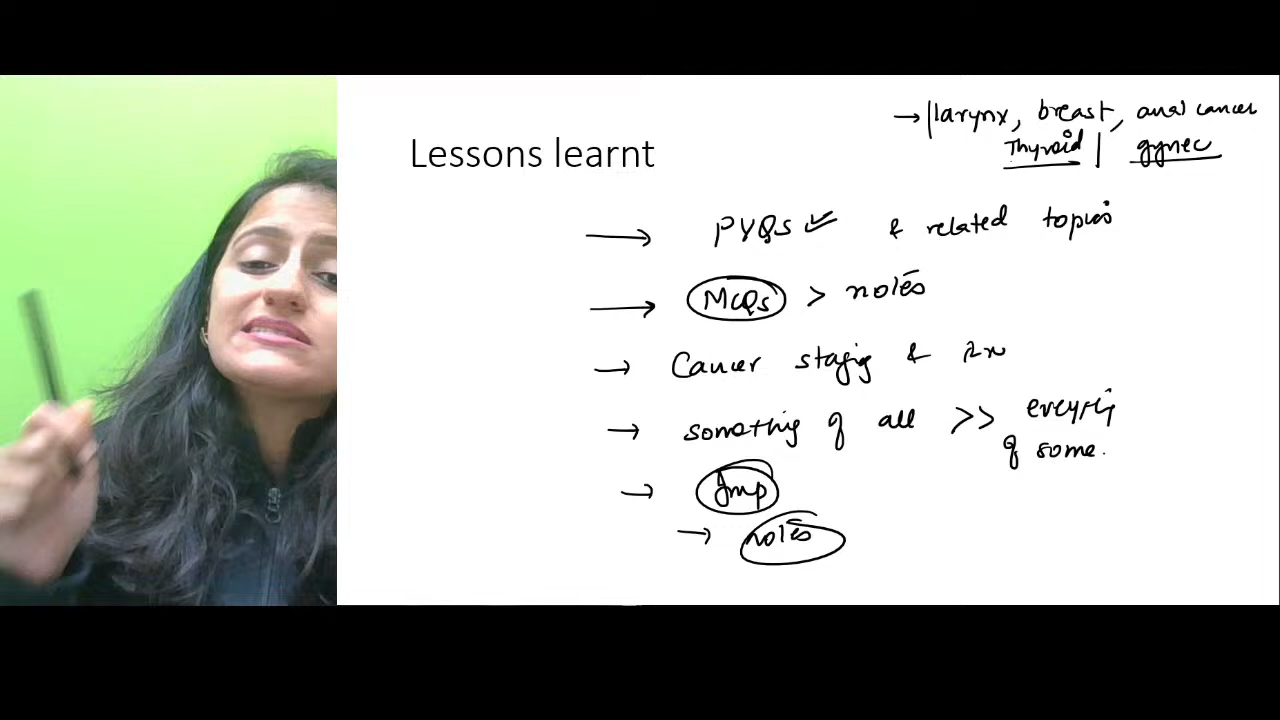 → larynx, breast, anal cancer
Thyroid | gynec
Lessons learnt
→ PYQs ✓ & related topics
→ MCQs > notes
→ Cancer staging & Rx
→ something of all >> everything
of some.
→ Imp
→ notes